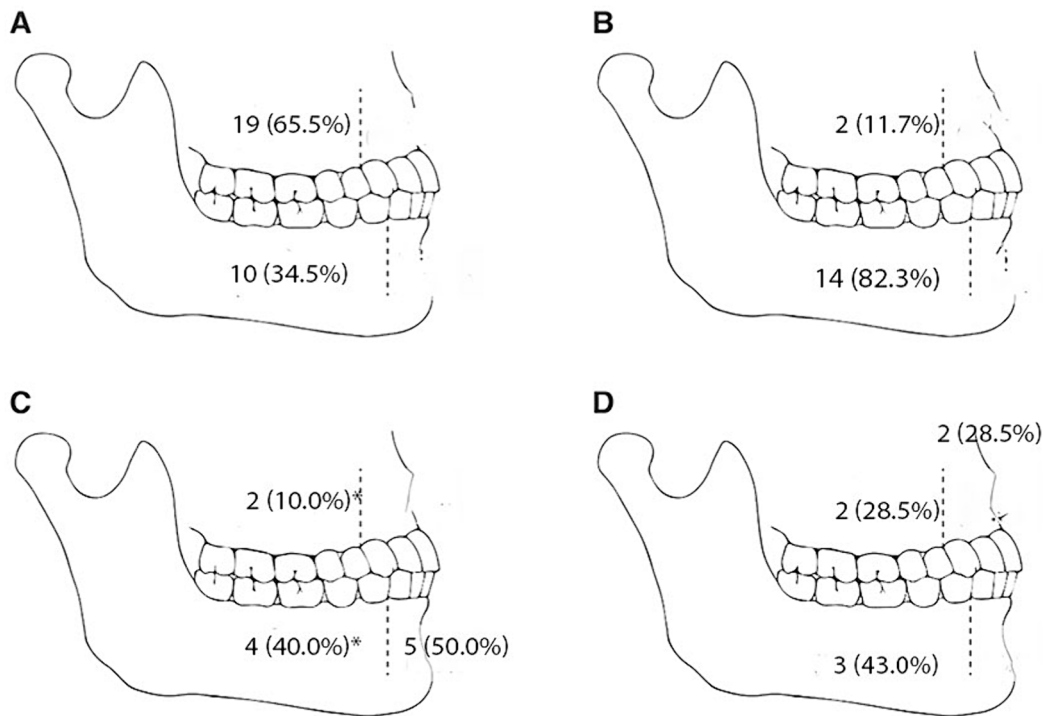 A
19 (65.5%)
10 (34.5%)
B
2 (11.7%)
14 (82.3%)
C
2 (10.0%)*
4 (40.0%)*
5 (50.0%)
D
2 (28.5%)
2 (28.5%)
3 (43.0%)